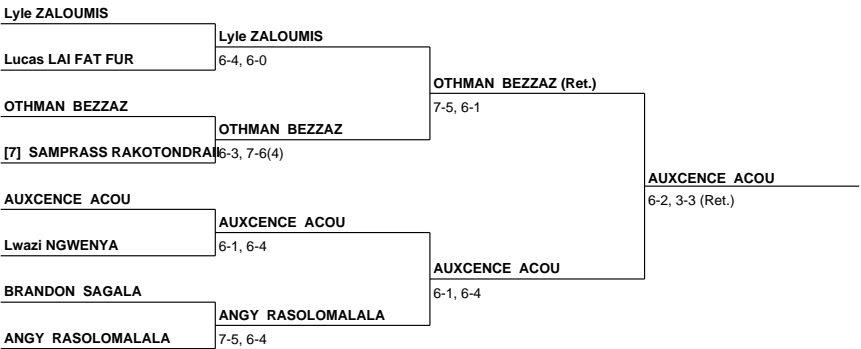 Lyle ZALOUMIS
Lyle ZALOUMIS
Lucas LAI FAT FUR
6-4, 6-0
OTHMAN BEZZAZ (Ret.)
7-5, 6-1
OTHMAN BEZZAZ
OTHMAN BEZZAZ
[7] SAMPRASS RAKOTONDRAII
6-3, 7-6(4)
AUXCENCE ACOU
6-2, 3-3 (Ret.)
AUXCENCE ACOU
AUXCENCE ACOU
Lwazi NGWENYA
6-1, 6-4
AUXCENCE ACOU
6-1, 6-4
BRANDON SAGALA
ANGY RASOLOMALALA
ANGY RASOLOMALALA
7-5, 6-4